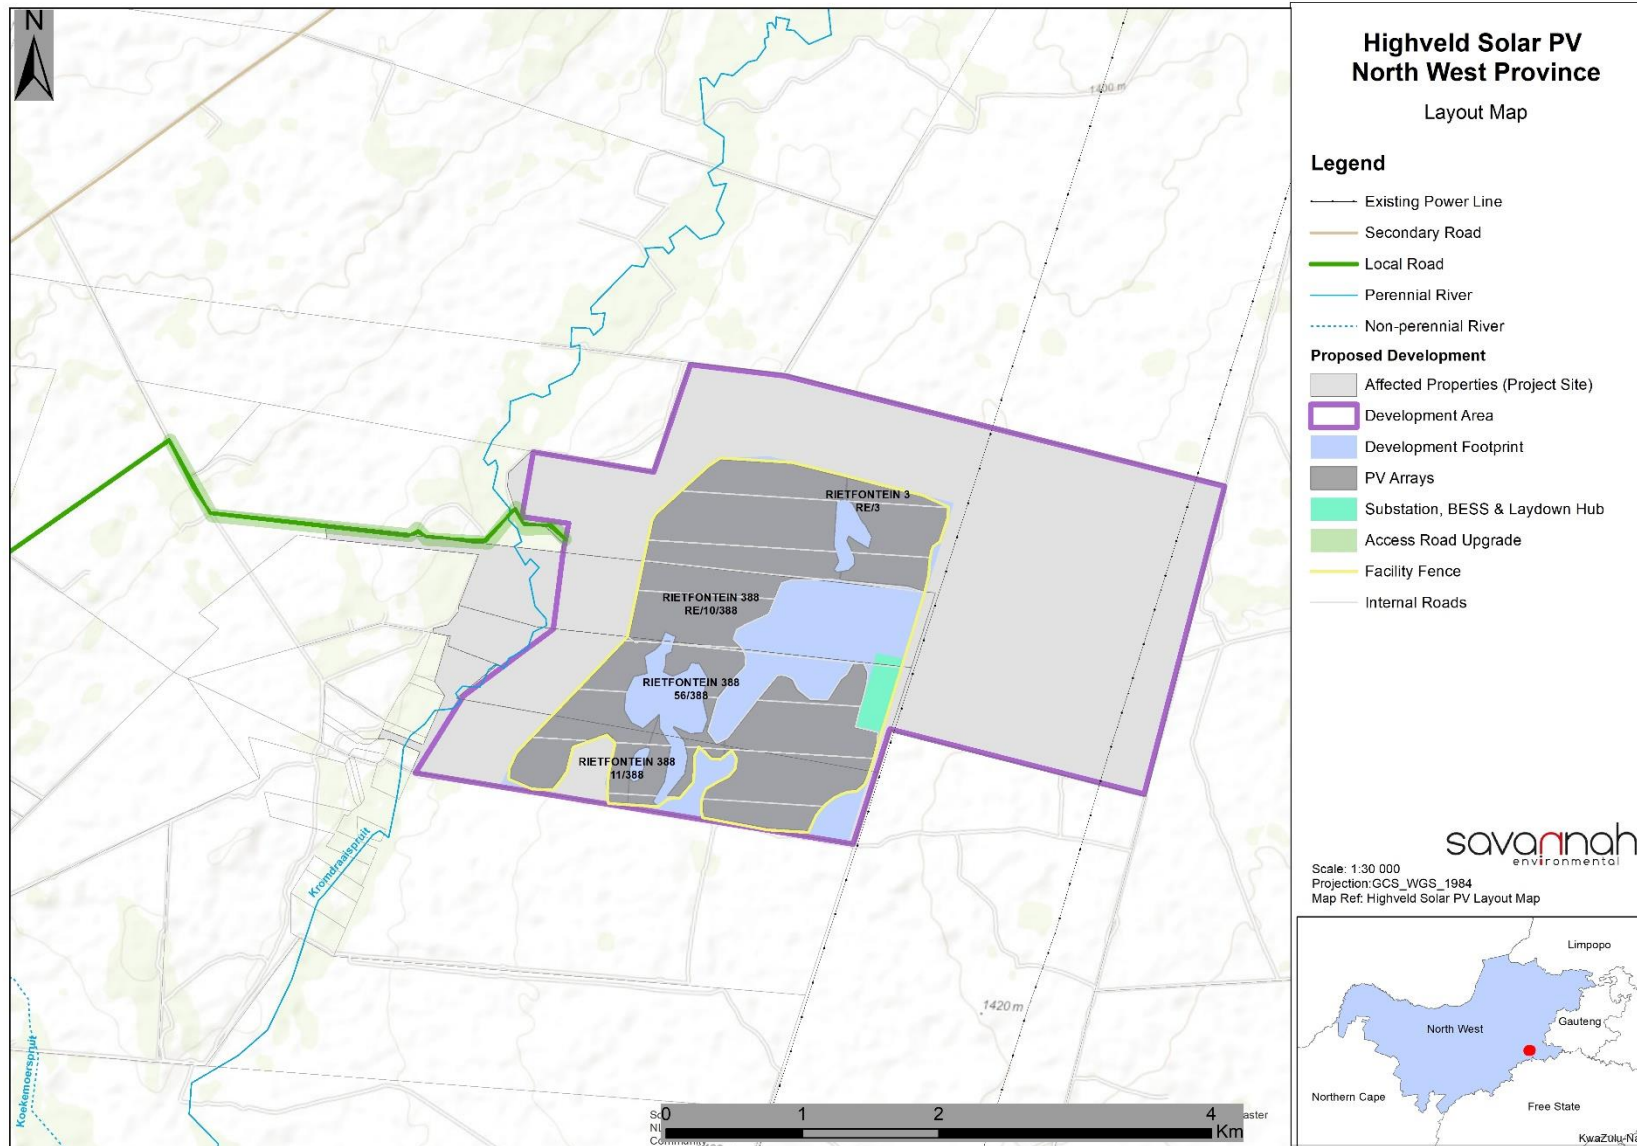 N
1400 m
RIETFONTEIN 3
RE/3
RIETFONTEIN 388
RE/10/388
RIETFONTEIN 388
56/388
RIETFONTEIN 388
11/388
Kromdraaispruit
Koekemoerspruit
1420 m
0 1 2 4
Km
Highveld Solar PV
North West Province
Layout Map
Legend
Existing Power Line
Secondary Road
Local Road
Perennial River
Non-perennial River
Proposed Development
Affected Properties (Project Site)
Development Area
Development Footprint
PV Arrays
Substation, BESS & Laydown Hub
Access Road Upgrade
Facility Fence
Internal Roads
savannah
environmental
Scale: 1:30 000
Projection:GCS_WGS_1984
Map Ref: Highveld Solar PV Layout Map
Limpopo
North West
Gauteng
Northern Cape
Free State
KwaZulu-Na